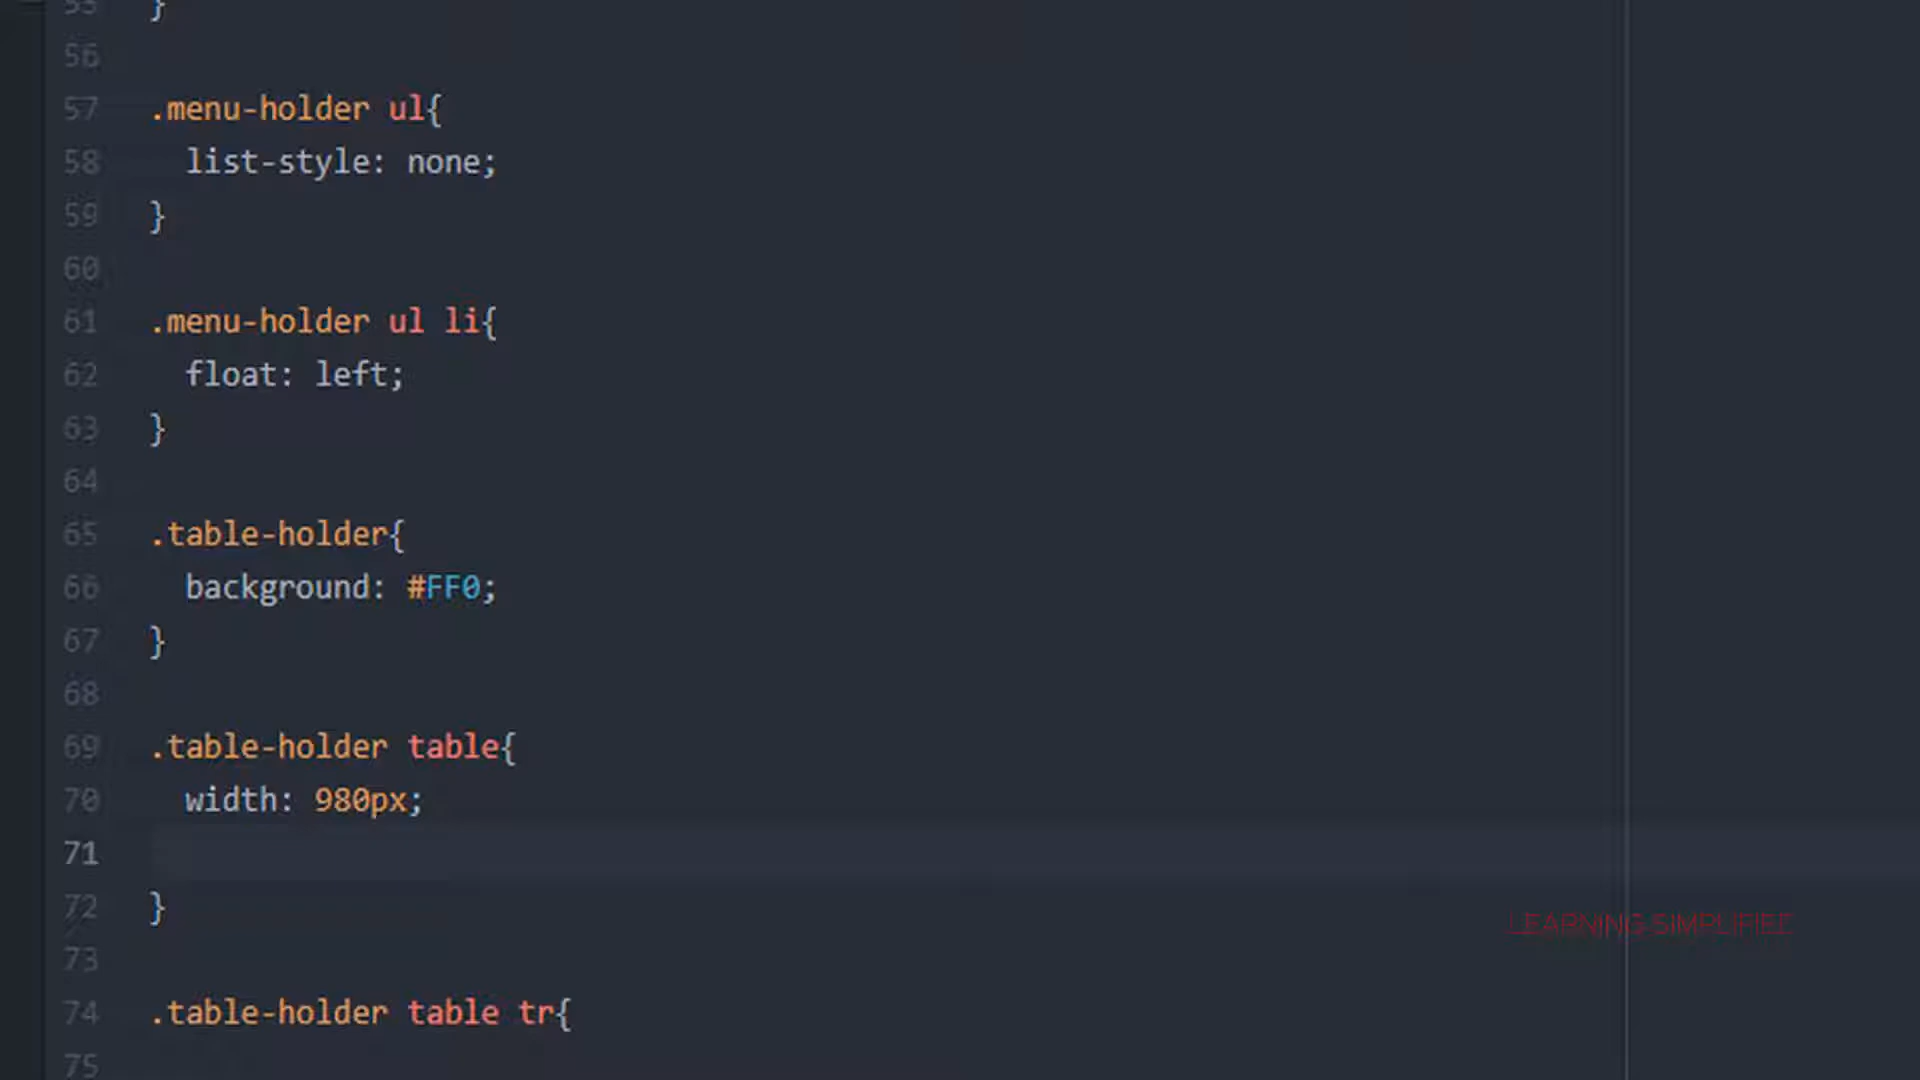 55 }
56
57 .menu-holder ul{
58 list-style: none;
59 }
60
61 .menu-holder ul li{
62 float: left;
63 }
64
65 .table-holder{
66 background: #FF0;
67 }
68
69 .table-holder table{
70 width: 980px;
71
72 }
LEARNING SIMPLIFIED
73
74 .table-holder table tr{
75